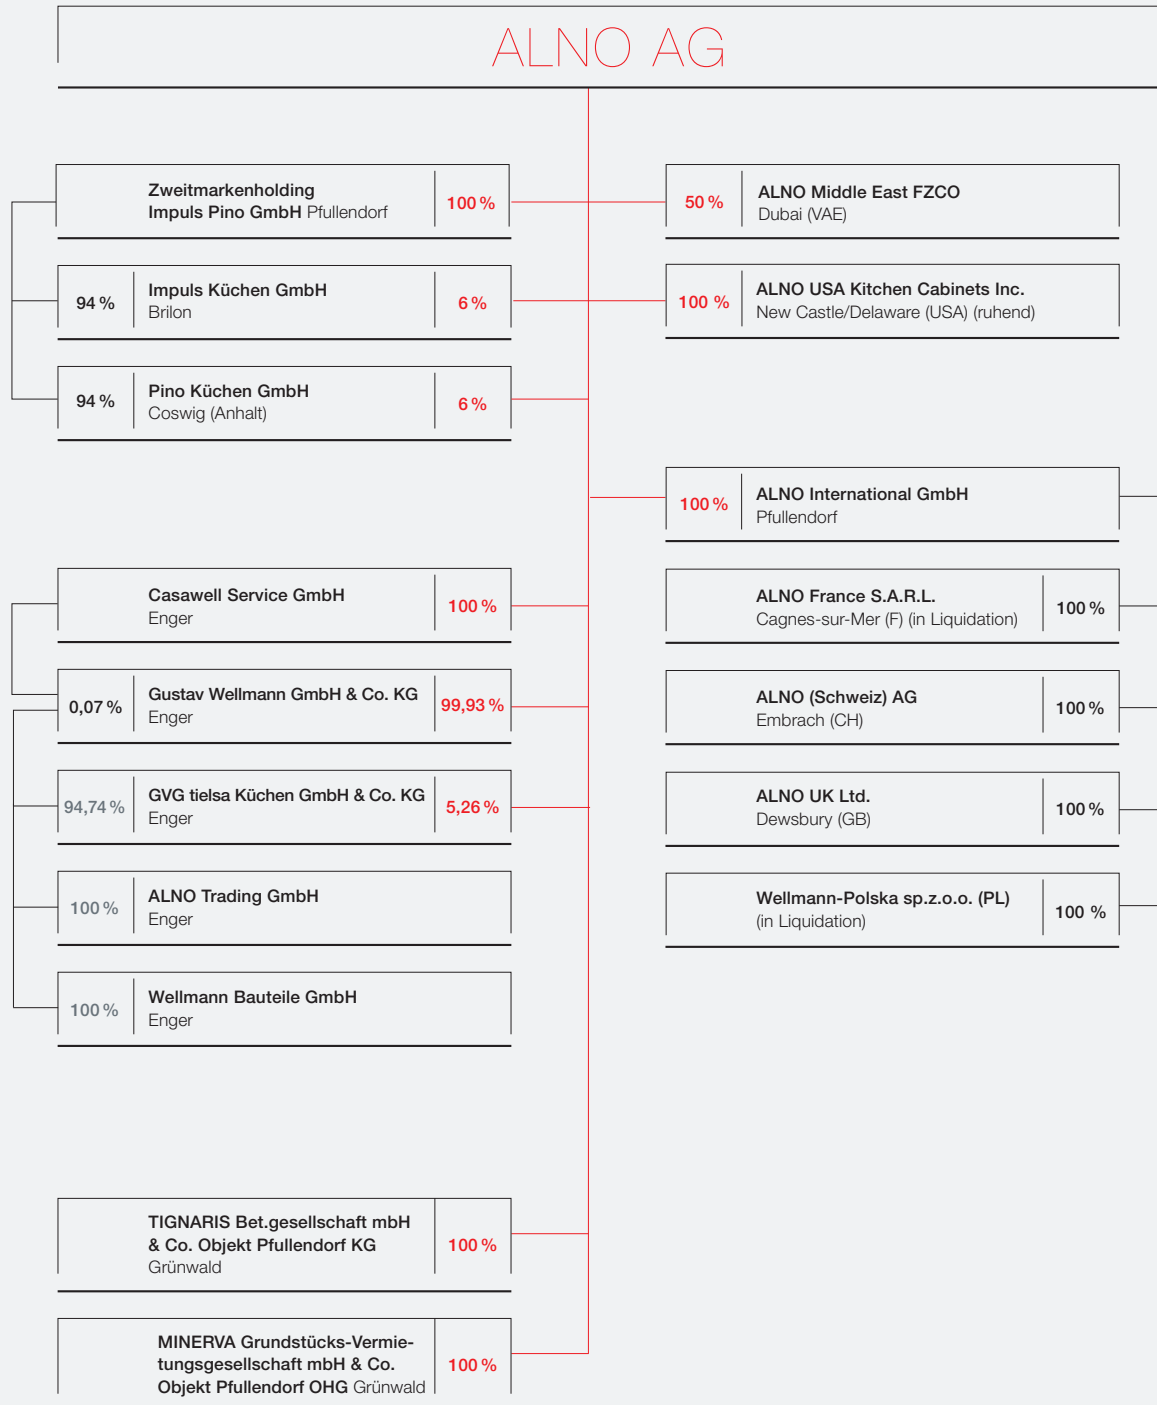 ALNO AG
Zweitmarkenholding
Impuls Pino GmbH Pfullendorf
100 %
94 %
Impuls Küchen GmbH
Brilon
6 %
94 %
Pino Küchen GmbH
Coswig (Anhalt)
6 %
Casawell Service GmbH
Enger
100 %
0,07 %
Gustav Wellmann GmbH & Co. KG
Enger
99,93 %
94,74 %
GVG tielsa Küchen GmbH & Co. KG
Enger
5,26 %
100 %
ALNO Trading GmbH
Enger
100 %
Wellmann Bauteile GmbH
Enger
TIGNARIS Bet.gesellschaft mbH
& Co. Objekt Pfullendorf KG
Grünwald
100 %
MINERVA Grundstücks-Vermie-
tungsgesellschaft mbH & Co.
Objekt Pfullendorf OHG Grünwald
100 %
50 %
ALNO Middle East FZCO
Dubai (VAE)
100 %
ALNO USA Kitchen Cabinets Inc.
New Castle/Delaware (USA) (ruhend)
100 %
ALNO International GmbH
Pfullendorf
ALNO France S.A.R.L.
Cagnes-sur-Mer (F) (in Liquidation)
100 %
ALNO (Schweiz) AG
Embrach (CH)
100 %
ALNO UK Ltd.
Dewsbury (GB)
100 %
Wellmann-Polska sp.z.o.o. (PL)
(in Liquidation)
100 %